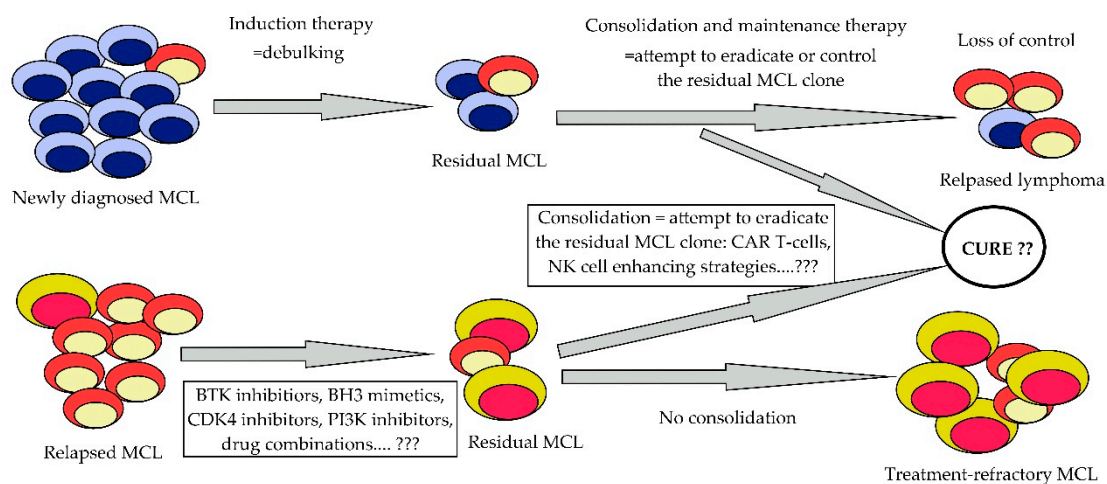 Induction therapy
=debulking
Consolidation and maintenance therapy
=attempt to eradicate or control
the residual MCL clone
Loss of control
Newly diagnosed MCL
Residual MCL
Relpased lymphoma
Consolidation = attempt to eradicate
the residual MCL clone: CAR T-cells,
NK cell enhancing strategies....???
CURE ??
BTK inhibitiors, BH3 mimetics,
CDK4 inhibitors, PI3K inhibitors,
drug combinations.... ???
No consolidation
Relapsed MCL
Residual MCL
Treatment-refractory MCL